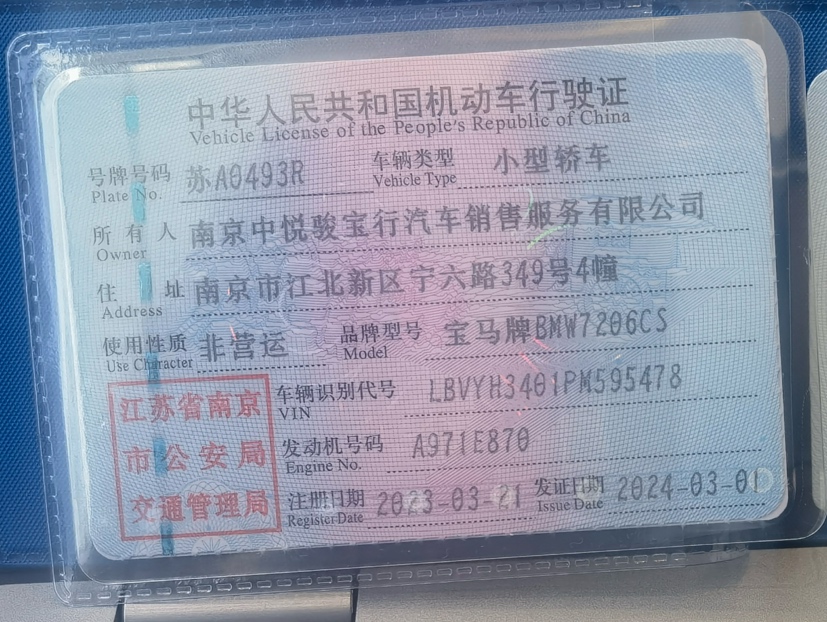 中华人民共和国机动车行驶证
Vehicle License of the People's Republic of China
号牌号码 苏A0493R 车辆类型 小型轿车
Plate No. Vehicle Type
所有人 南京中悦骏宝行汽车销售服务有限公司
Owner
住址 南京市江北新区宁六路349号4幢
Address
使用性质 非营运 品牌型号 宝马牌BMW7206CS
Use Character Model
江苏省南京
市公安局
交通管理局
车辆识别代号 LBVYH3401PM595478
VIN
发动机号码 A971E870
Engine No.
注册日期 2023-03-21 发证日期 2024-03-01
Register Date Issue Date